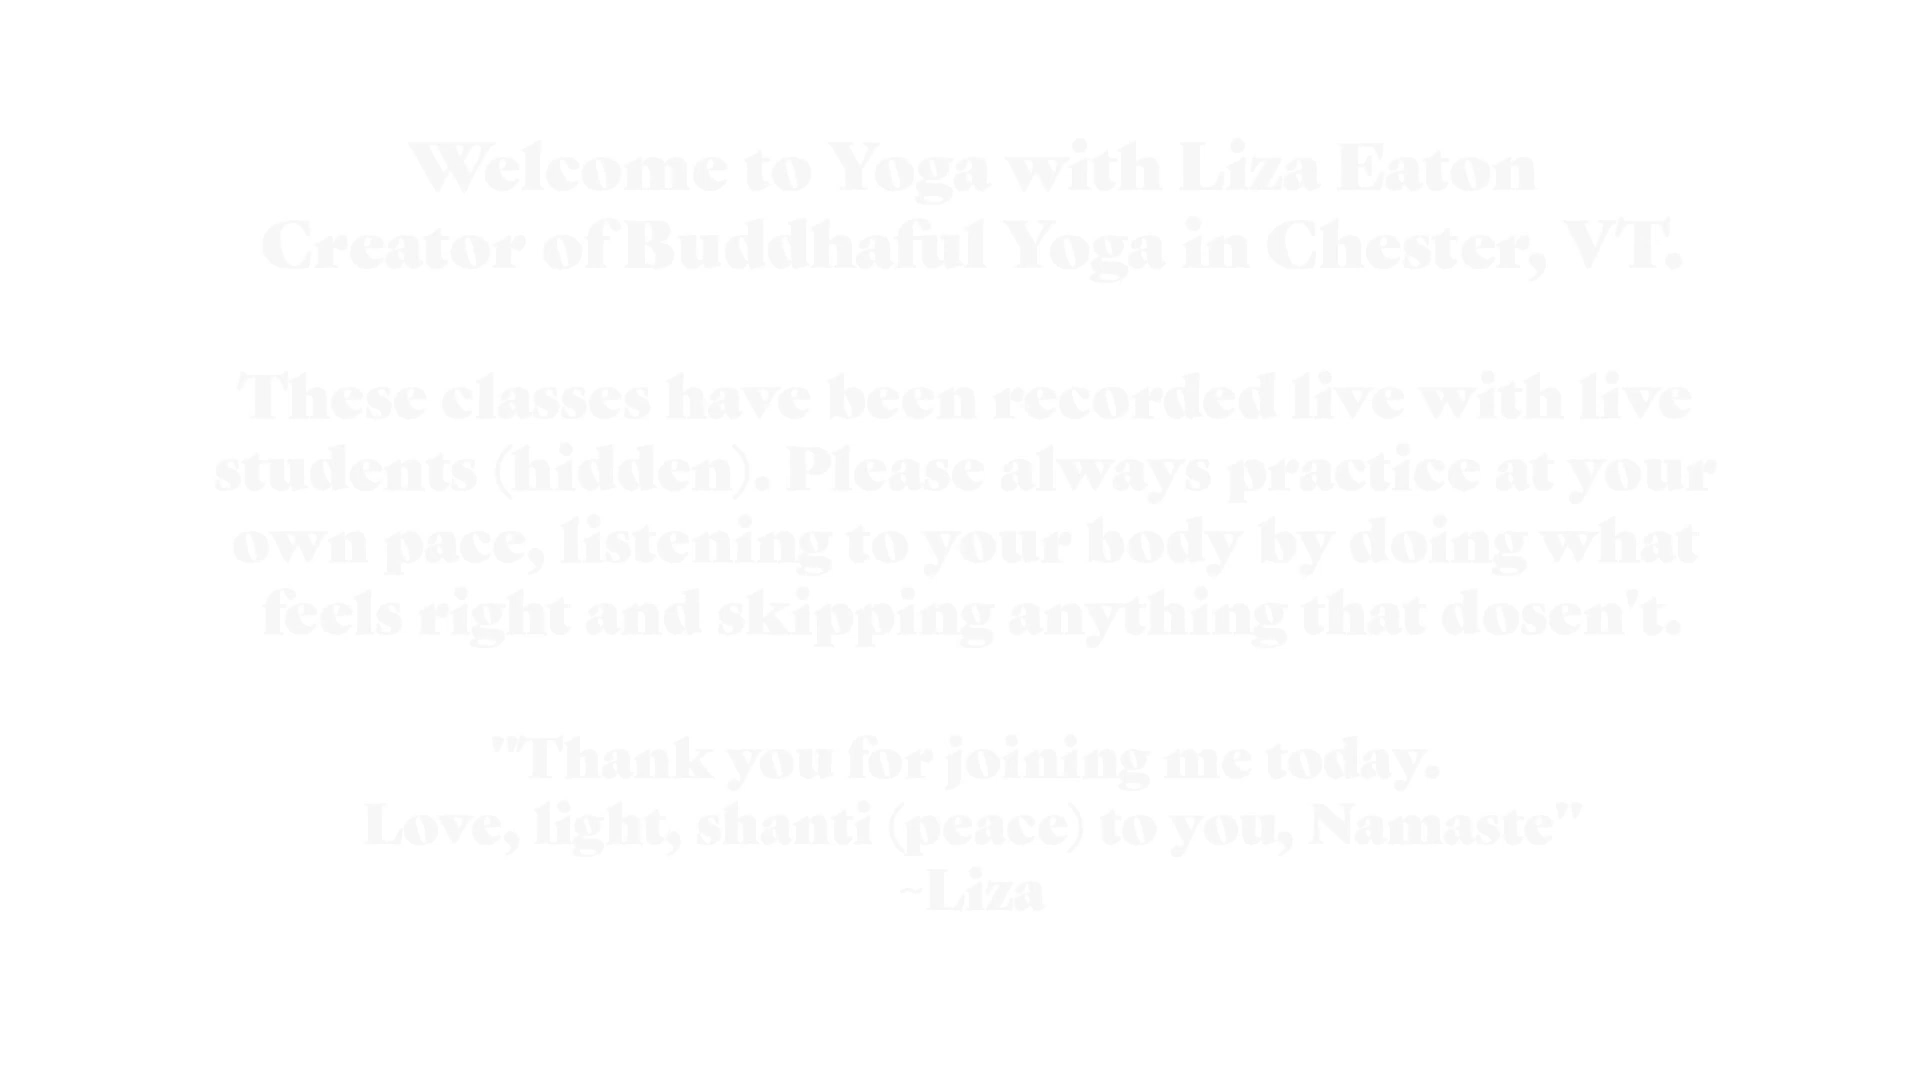 Welcome to Yoga with Liza Eaton
Creator of Buddhaful Yoga in Chester, VT.
These classes have been recorded live with live
students (hidden). Please always practice at your
own pace, listening to your body by doing what
feels right and skipping anything that dosen't.
"Thank you for joining me today.
Love, light, shanti (peace) to you, Namaste"
~Liza